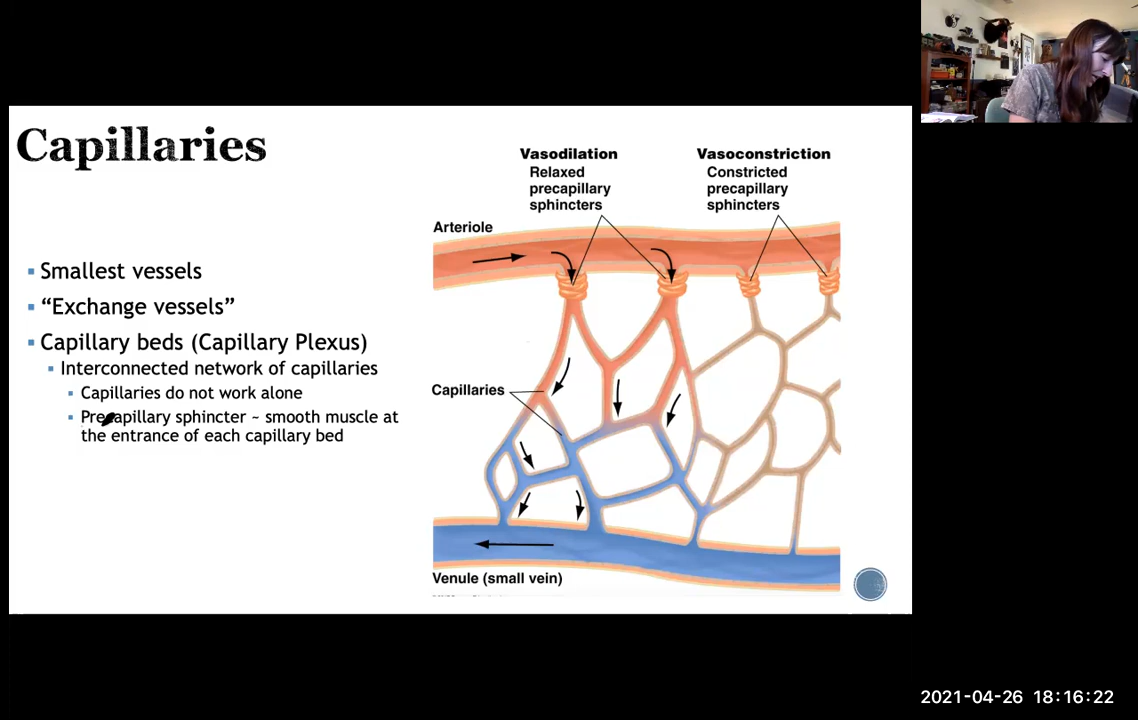 Capillaries
Smallest vessels
“Exchange vessels”
Capillary beds (Capillary Plexus)
Interconnected network of capillaries
Capillaries do not work alone
Precapillary sphincter ~ smooth muscle at
the entrance of each capillary bed
Vasodilation
Relaxed
precapillary
sphincters
Vasoconstriction
Constricted
precapillary
sphincters
Arteriole
Capillaries
Venule (small vein)
2021-04-26 18:16:22